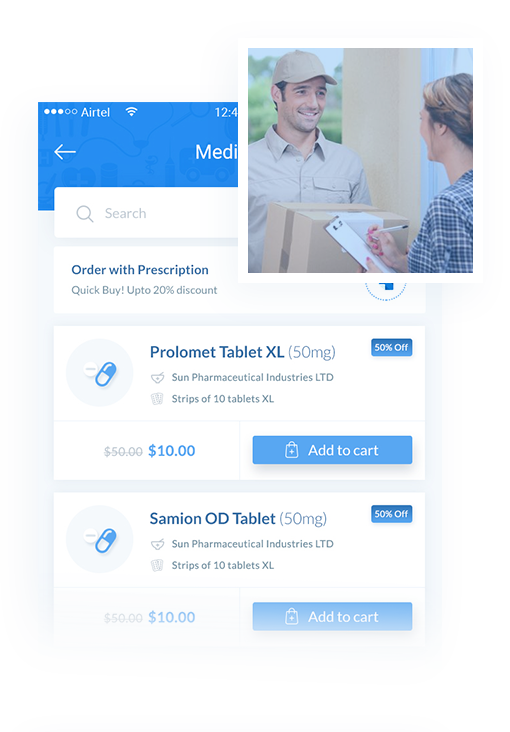 Airtel 12:4
Medi
Search
Order with Prescription
Quick Buy! Upto 20% discount
Prolomet Tablet XL (50mg)
50% Off
Sun Pharmaceutical Industries LTD
Strips of 10 tablets XL
$50.00 $10.00
Add to cart
Samion OD Tablet (50mg)
50% Off
Sun Pharmaceutical Industries LTD
Strips of 10 tablets XL
$50.00 $10.00
Add to cart